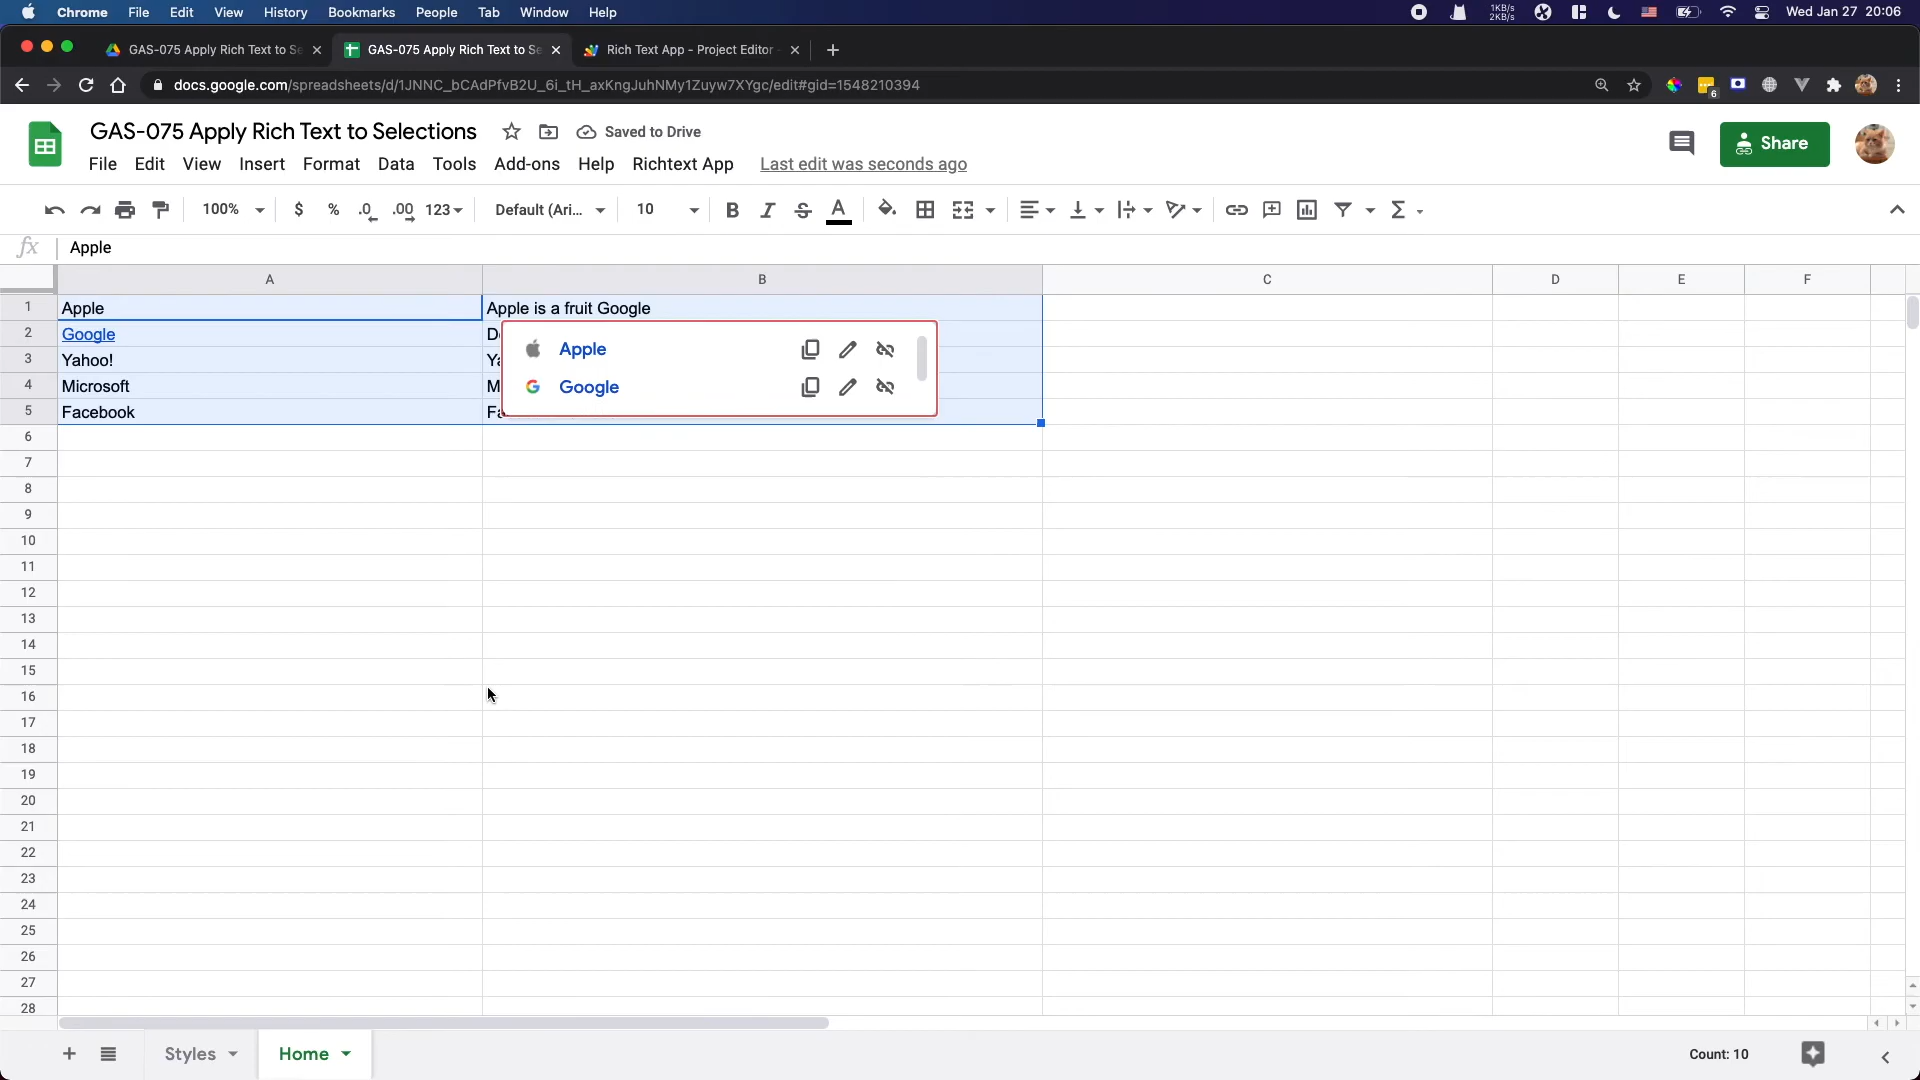 Chrome File Edit View History Bookmarks People Tab Window Help 1KB/s 2KB/s Wed Jan 27 20:06
GAS-075 Apply Rich Text to Se GAS-075 Apply Rich Text to Se Rich Text App - Project Editor
docs.google.com/spreadsheets/d/1JNNC_bCAdPfvB2U_6i_tH_axKngJuhNMy1Zuyw7XYgc/edit#gid=1548210394 6
GAS-075 Apply Rich Text to Selections Saved to Drive Share
File Edit View Insert Format Data Tools Add-ons Help Richtext App Last edit was seconds ago
100% $ % .0 .00 123 Default (Ari... 10 B I S A Σ
fx Apple
A B C D E F
1 Apple Apple is a fruit Google
2 Google D
3 Yahoo! Ya
4 Microsoft M
5 Facebook Fa
Apple
Google
6
7
8
9
10
11
12
13
14
15
16
17
18
19
20
21
22
23
24
25
26
27
28
+ Styles Home Count: 10